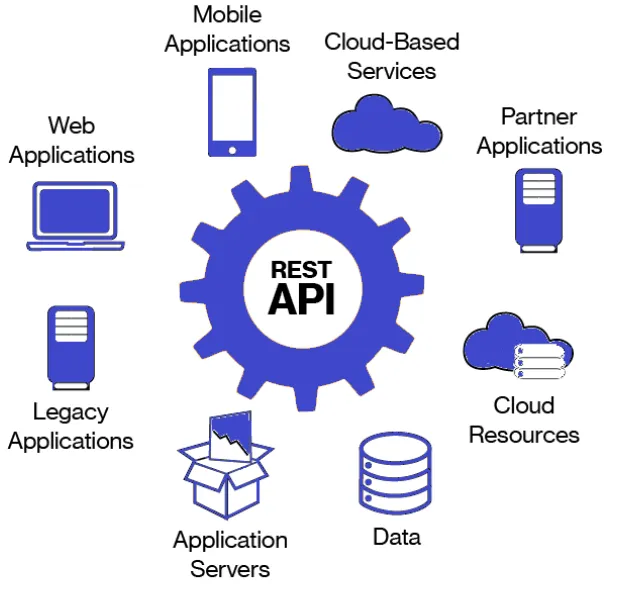 Mobile
Applications
Cloud-Based
Services
Partner
Applications
Web
Applications
REST
API
Legacy
Applications
Cloud
Resources
Application
Servers
Data